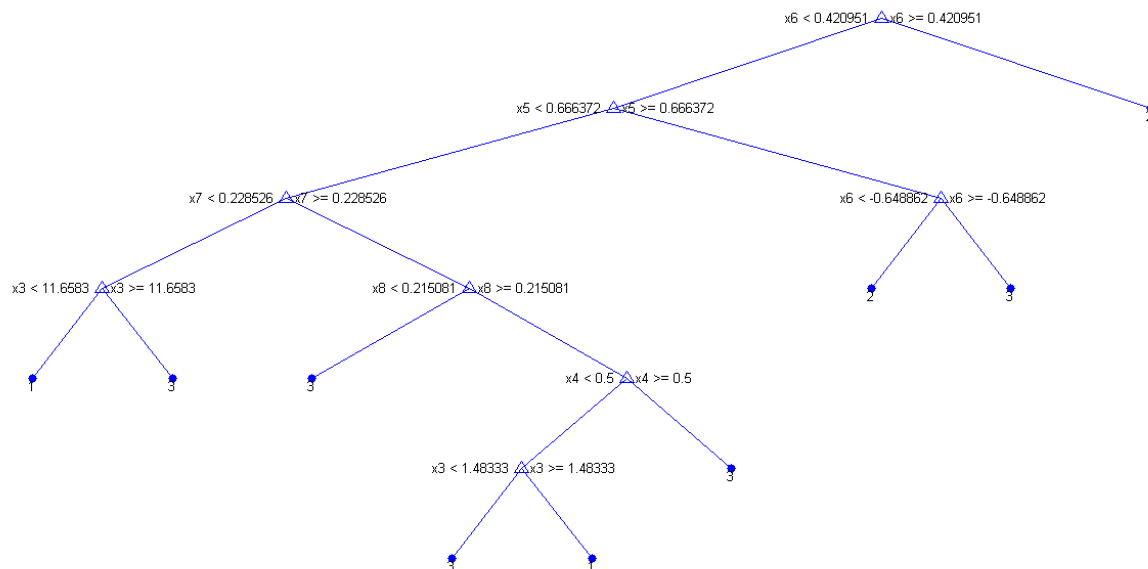 x6 < 0.420951 x6 >= 0.420951
x5 < 0.666372 x5 >= 0.666372
x7 < 0.228526 x7 >= 0.228526
x6 < -0.648862 x6 >= -0.648862
x3 < 11.6583 x3 >= 11.6583
x8 < 0.215081 x8 >= 0.215081
2
3
1
3
3
x4 < 0.5 x4 >= 0.5
x3 < 1.48333 x3 >= 1.48333
3
3
1